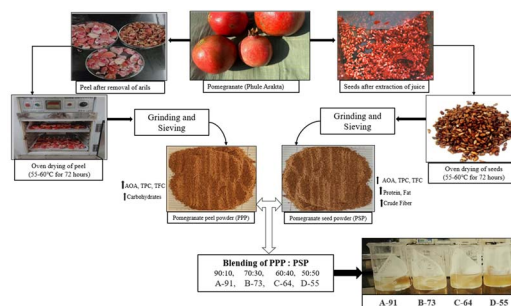 Peel after removal of arils
Pomegranate (Phule Arakta)
Seeds after extraction of juice
Grinding and
Sieving
Grinding and
Sieving
Oven drying of peel
(55-60°C for 72 hours)
Oven drying of seeds
(55-60°C for 72 hours)
AOA, TPC, TFC
Carbohydrates
AOA, TPC, TFC
Protein, Fat
Crude Fiber
Pomegranate peel powder (PPP)
Pomegranate seed powder (PSP)
Blending of PPP : PSP
90:10, 70:30, 60:40, 50:50
A-91, B-73, C-64, D-55
A-91 B-73 C-64 D-55